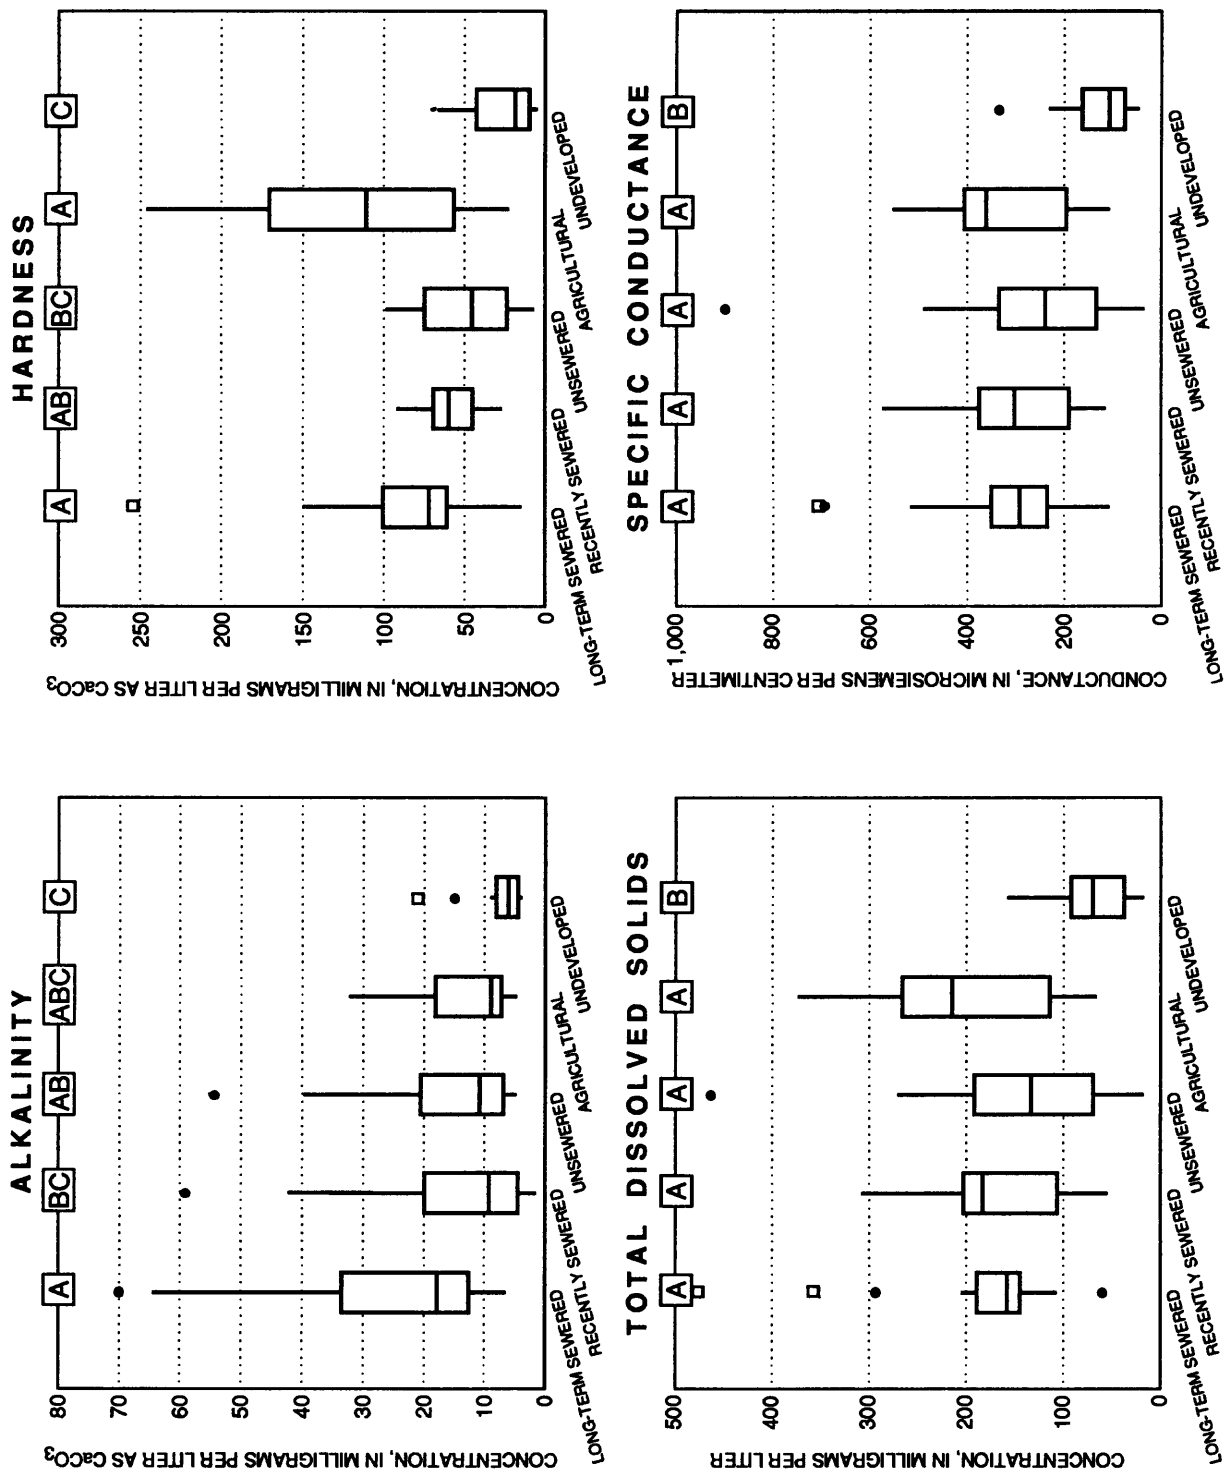 ALKALINITY
A BC AB ABC C
80
70
60
50
40
30
20
10
0
CONCENTRATION, IN MILLIGRAMS PER LITER AS CaCO3
LONG-TERM SEWERED
RECENTLY SEWERED
UNSEWERED
AGRICULTURAL
UNDEVELOPED
HARDNESS
A AB BC A C
300
250
200
150
100
50
0
CONCENTRATION, IN MILLIGRAMS PER LITER AS CaCO3
LONG-TERM SEWERED
RECENTLY SEWERED
UNSEWERED
AGRICULTURAL
UNDEVELOPED
TOTAL DISSOLVED SOLIDS
A A A A B
500
400
300
200
100
0
CONCENTRATION, IN MILLIGRAMS PER LITER
LONG-TERM SEWERED
RECENTLY SEWERED
UNSEWERED
AGRICULTURAL
UNDEVELOPED
SPECIFIC CONDUCTANCE
A A A A B
1,000
800
600
400
200
0
CONDUCTANCE, IN MICROSIEMENS PER CENTIMETER
LONG-TERM SEWERED
RECENTLY SEWERED
UNSEWERED
AGRICULTURAL
UNDEVELOPED